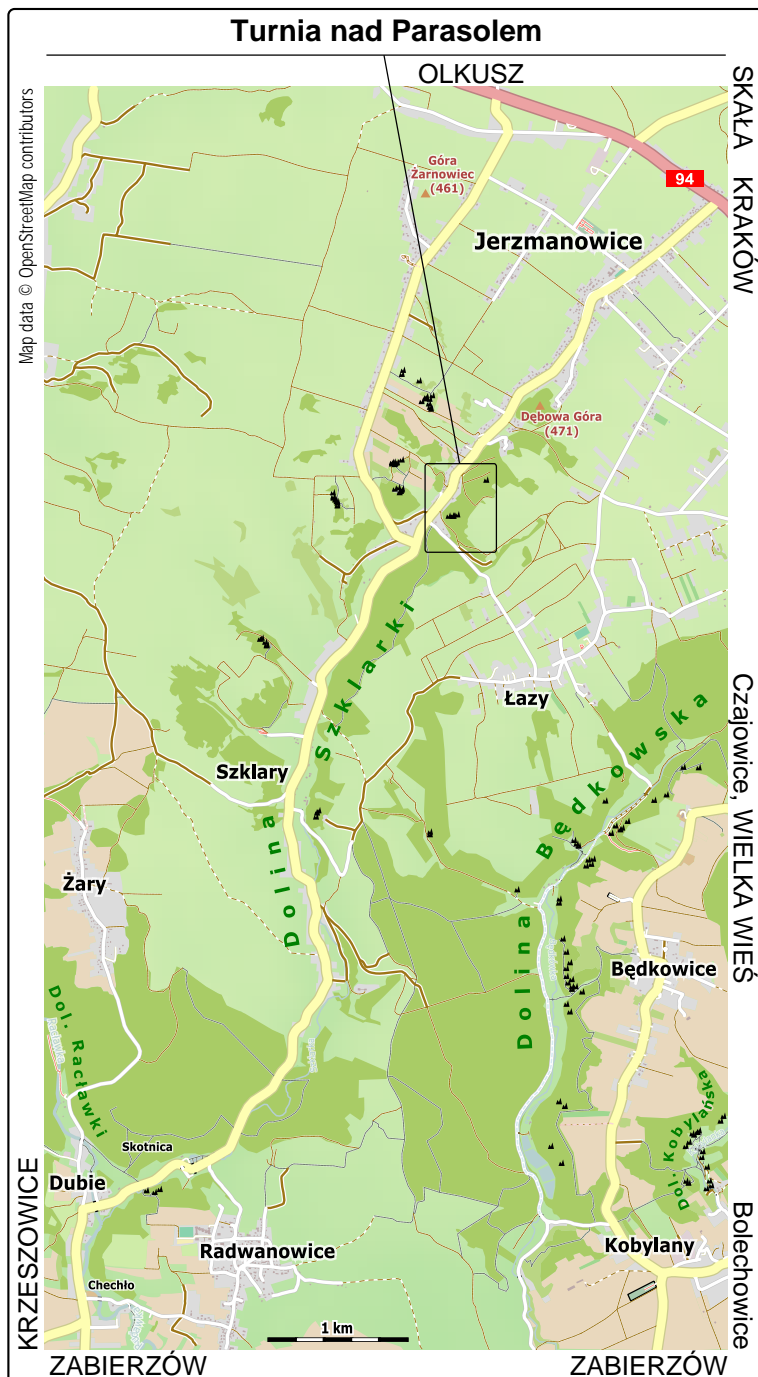 Turnia nad Parasolem
OLKUSZ
SKAŁA KRAKÓW
Map data © OpenStreetMap contributors
Góra
Żarnowiec
(461)
94
Jerzmanowice
Dębowa Góra
(471)
Dolina Szklarki
Łazy
Czajowice, WIELKA WIEŚ
Szklary
Dolina Będkowska
Żary
Będkowice
Dol. Racławki
Dol. Kobylańska
Skotnica
Dubie
KRZESZOWICE
Radwanowice
Kobylany
Bolechowice
Chechło
1 km
ZABIERZÓW
ZABIERZÓW